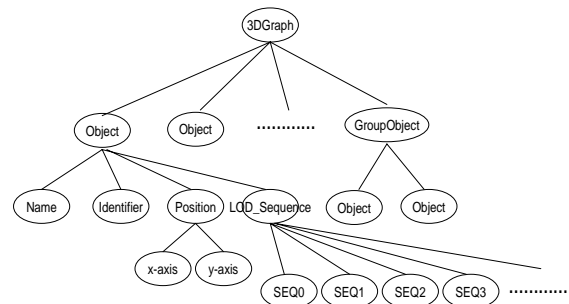 3DGraph
Object
Object
............
GroupObject
Name
Identifier
Position
LOD_Sequence
Object
Object
x-axis
y-axis
SEQ0
SEQ1
SEQ2
SEQ3
............